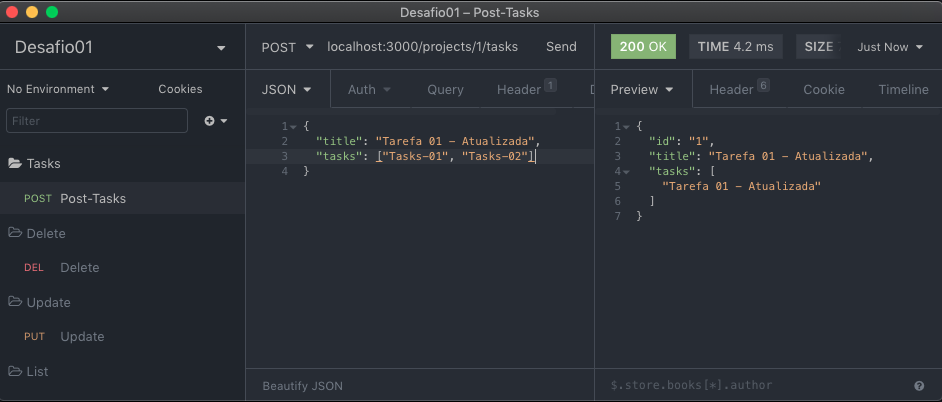 Desafio01 – Post-Tasks
Desafio01
POST localhost:3000/projects/1/tasks Send
200 OK TIME 4.2 ms SIZE Just Now
No Environment Cookies
JSON Auth Query Header 1
Preview Header 6 Cookie Timeline
Filter
Tasks
POST Post-Tasks
Delete
DEL Delete
Update
PUT Update
List
1 {
2 "title": "Tarefa 01 - Atualizada",
3 "tasks": ["Tasks-01", "Tasks-02"]
4 }
1 {
2 "id": "1",
3 "title": "Tarefa 01 - Atualizada",
4 "tasks": [
5 "Tarefa 01 - Atualizada"
6 ]
7 }
Beautify JSON
$.store.books[*].author